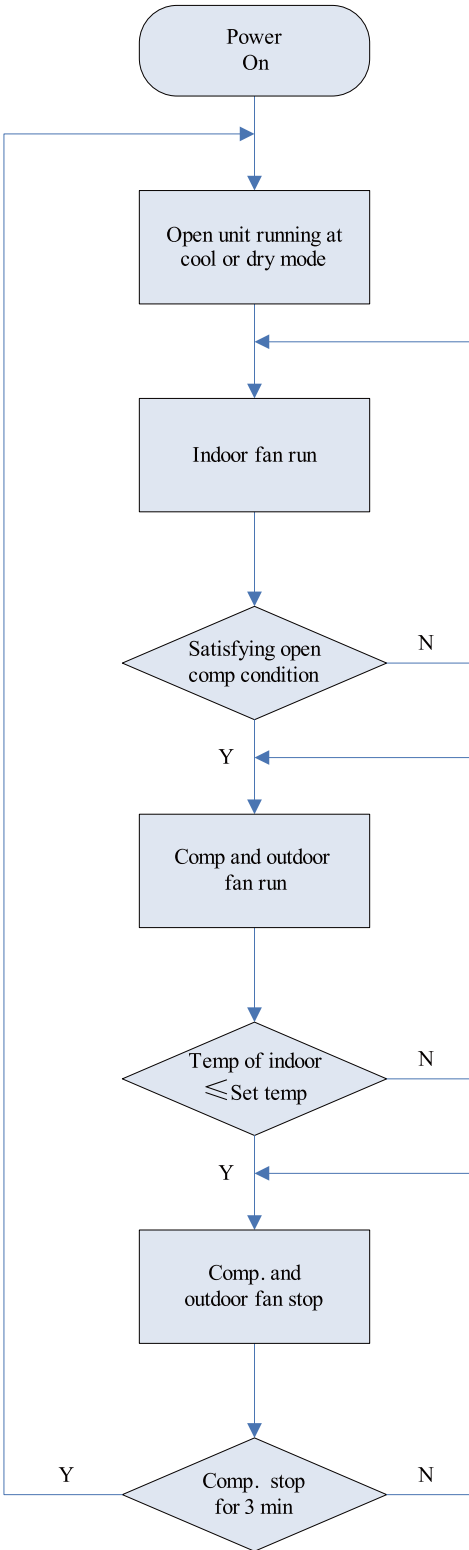 Power
On
Open unit running at
cool or dry mode
Indoor fan run
Satisfying open
comp condition
N
Y
Comp and outdoor
fan run
Temp of indoor
≤Set temp
N
Y
Comp. and
outdoor fan stop
Y
Comp. stop
for 3 min
N